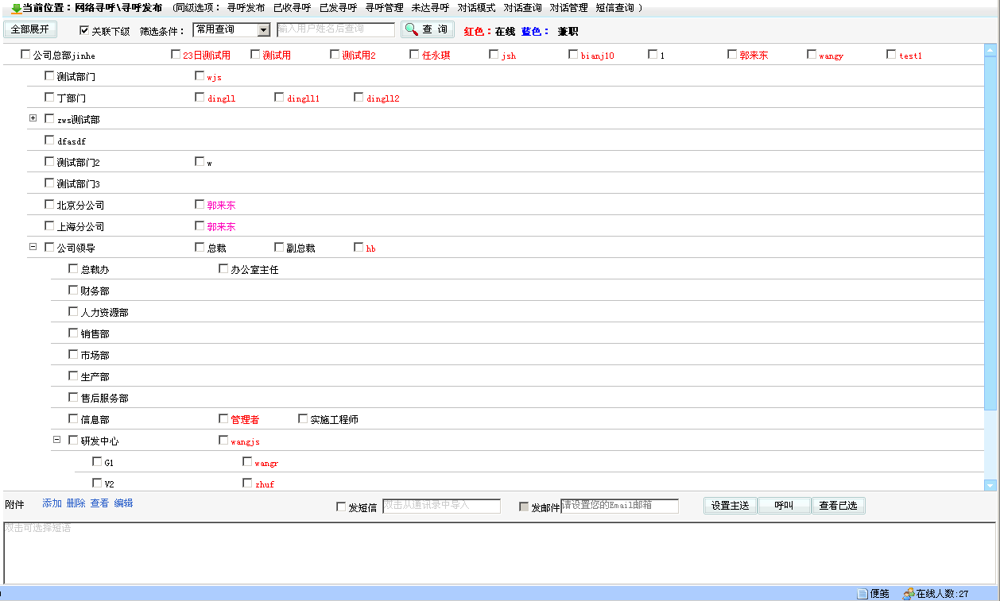 当前位置：网络寻呼\寻呼发布 (同级选项： 寻呼发布 已收寻呼 已发寻呼 寻呼管理 未达寻呼 对话模式 对话查询 对话管理 短信查询 )
全部展开 关联下级 筛选条件： 常用查询 输入用户姓名后查询 查 询 红色：在线 蓝色： 兼职
公司总部jinhe 23日测试用 测试用 测试用2 任永琪 jsh bianj10 1 郭来东 wangy test1
测试部门 wjs
丁部门 dingll dingll1 dingll2
zws测试部
dfasdf
测试部门2 w
测试部门3
北京分公司 郭来东
上海分公司 郭来东
公司领导 总裁 副总裁 hb
总裁办 办公室主任
财务部
人力资源部
销售部
市场部
生产部
售后服务部
信息部 管理者 实施工程师
研发中心 wangjs
G1 wangr
V2 zhuf
附件 添加 删除 查看 编辑 发短信 双击从通讯录中导入 发邮件 请设置您的Email邮箱 设置主送 呼叫 查看已选
双击可选择短语
便笺 在线人数:27